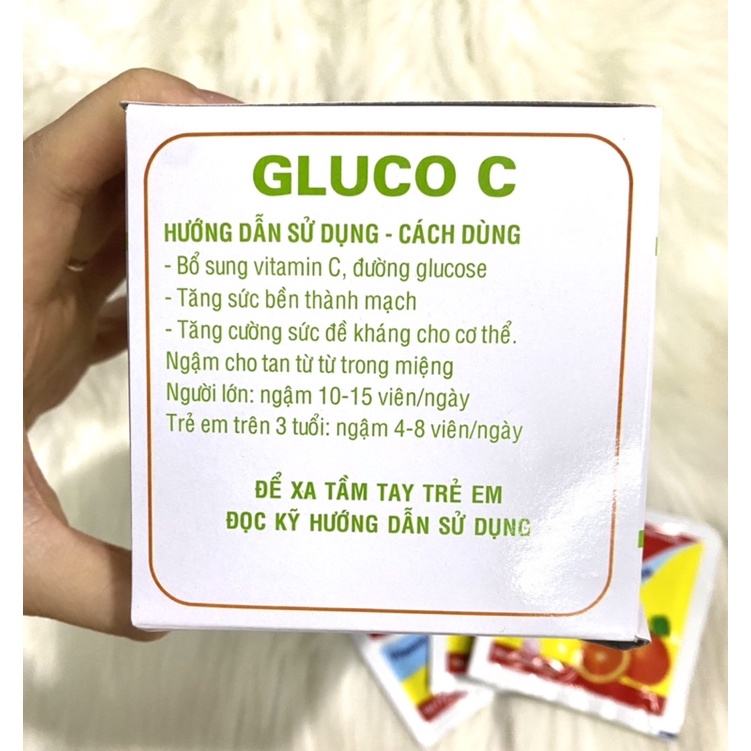 GLUCO C
HƯỚNG DẪN SỬ DỤNG - CÁCH DÙNG
- Bổ sung vitamin C, đường glucose
- Tăng sức bền thành mạch
- Tăng cường sức đề kháng cho cơ thể.
Ngậm cho tan từ từ trong miệng
Người lớn: ngậm 10-15 viên/ngày
Trẻ em trên 3 tuổi: ngậm 4-8 viên/ngày
ĐỂ XA TẦM TAY TRẺ EM
ĐỌC KỸ HƯỚNG DẪN SỬ DỤNG